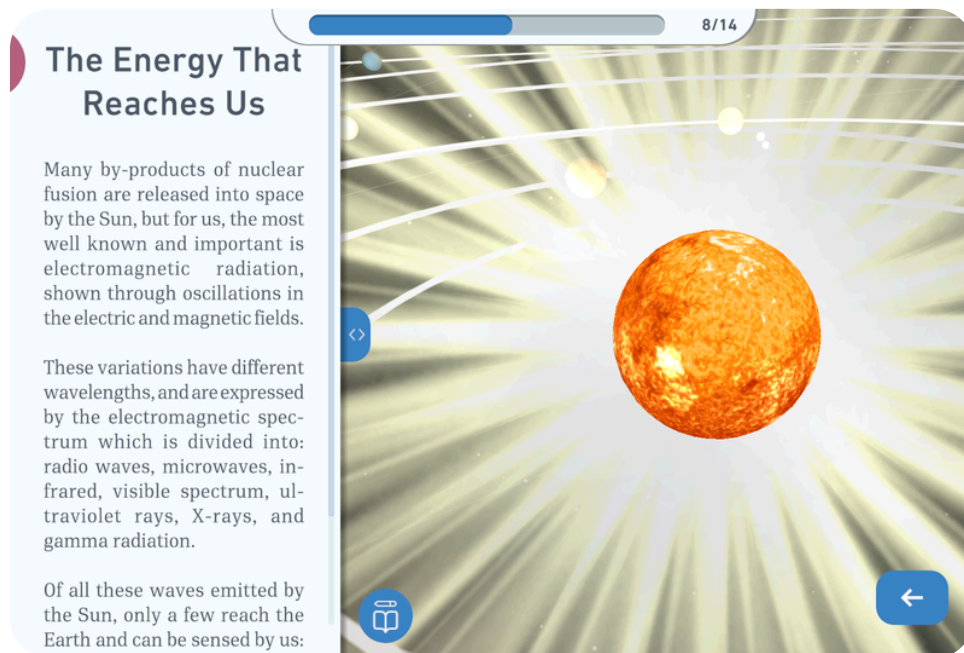 8/14
The Energy That
Reaches Us
Many by-products of nuclear
fusion are released into space
by the Sun, but for us, the most
well known and important is
electromagnetic radiation,
shown through oscillations in
the electric and magnetic fields.
These variations have different
wavelengths, and are expressed
by the electromagnetic spec-
trum which is divided into:
radio waves, microwaves, in-
frared, visible spectrum, ul-
traviolet rays, X-rays, and
gamma radiation.
Of all these waves emitted by
the Sun, only a few reach the
Earth and can be sensed by us: